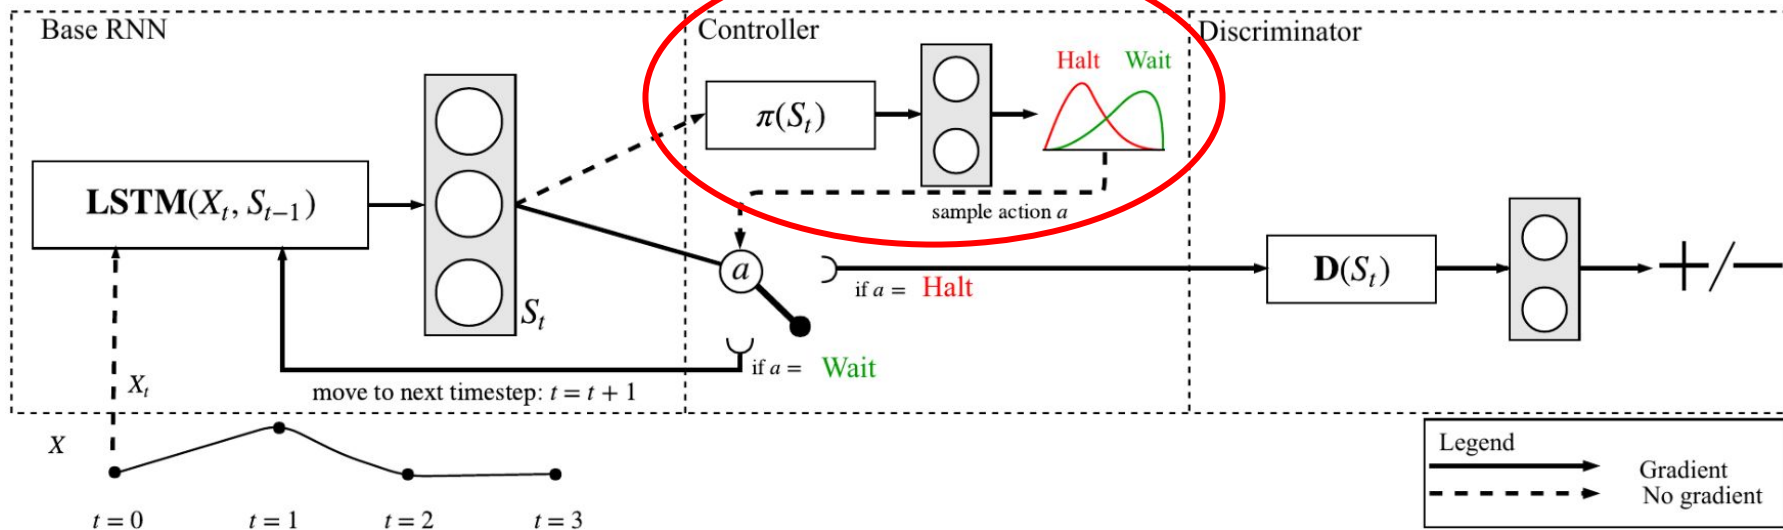 Base RNN
Controller
Discriminator
Halt Wait
π(S_t)
LSTM(X_t, S_{t−1})
sample action a
a
if a = Halt
D(S_t)
+/−
S_t
if a = Wait
X_t
move to next timestep: t = t + 1
X
Legend
Gradient
No gradient
t = 0 t = 1 t = 2 t = 3